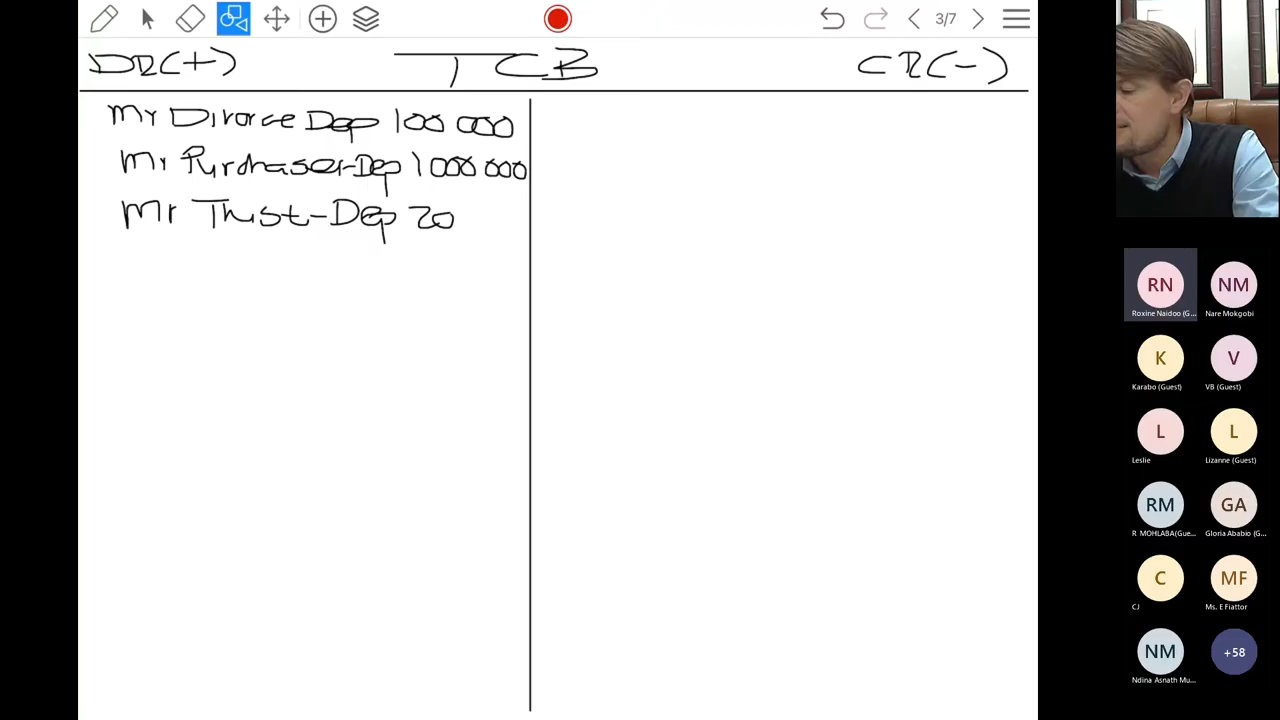 3/7
DR(+) TCB CR(-)
Mr Divorce Dep 100 000
Mr Purchaser-Dep 1 000 000
Mr Thist-Dep 20
RN NM
Roxine Naidoo (G... Nare Mokgobi
K V
Karabo (Guest) VB (Guest)
L L
Leslie Lizanne (Guest)
RM GA
R MOHLABA(Gue... Gloria Ababio (G...
C MF
CJ Ms. E Fiattor
NM +58
Ndina Asnath Mu...